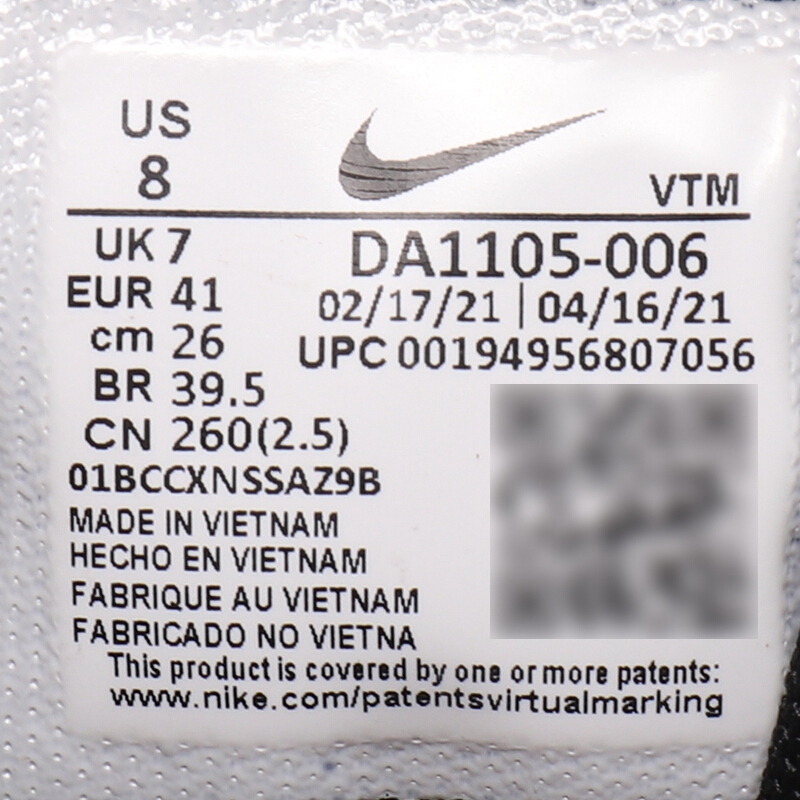 US
8
VTM
UK 7
DA1105-006
EUR 41
02/17/21 | 04/16/21
cm 26
UPC 00194956807056
BR 39.5
CN 260(2.5)
01BCCXNSSAZ9B
MADE IN VIETNAM
HECHO EN VIETNAM
FABRIQUE AU VIETNAM
FABRICADO NO VIETNA
This product is covered by one or more patents:
www.nike.com/patentsvirtualmarking